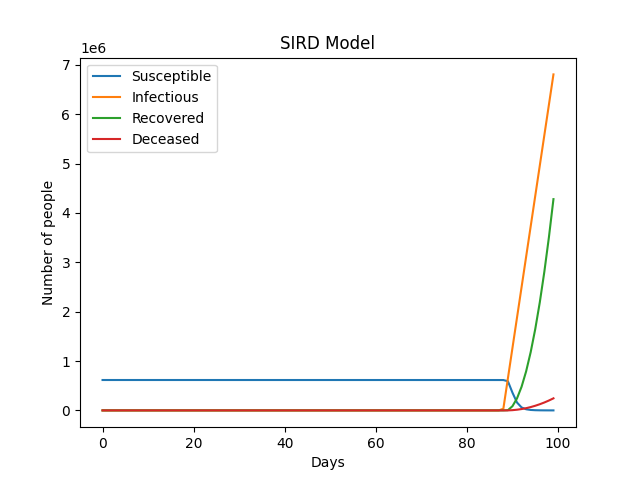 SIRD Model
1e6
Susceptible
Infectious
Recovered
Deceased
7
6
5
4
3
2
1
0
Number of people
0 20 40 60 80 100
Days